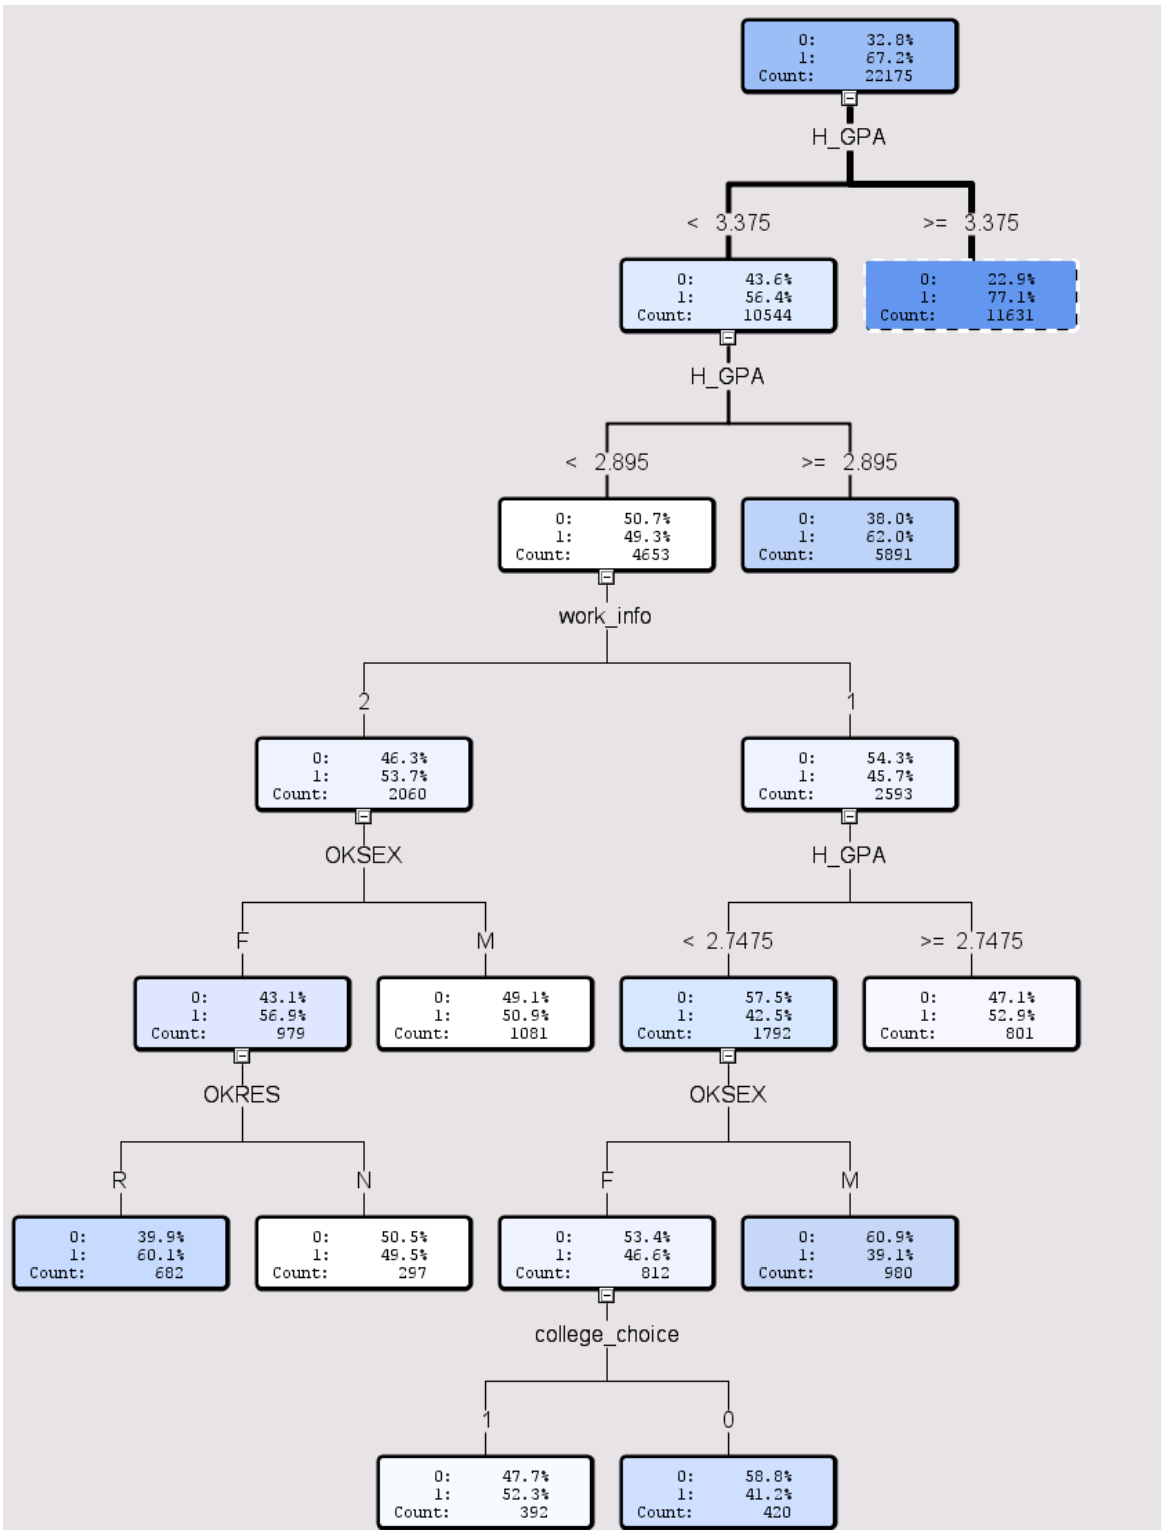 0: 32.8%
1: 67.2%
Count: 22175
H_GPA
< 3.375 >= 3.375
0: 43.6%
1: 56.4%
Count: 10544
0: 22.9%
1: 77.1%
Count: 11631
H_GPA
< 2.895 >= 2.895
0: 50.7%
1: 49.3%
Count: 4653
0: 38.0%
1: 62.0%
Count: 5891
work_info
2 1
0: 46.3%
1: 53.7%
Count: 2060
0: 54.3%
1: 45.7%
Count: 2593
OKSEX H_GPA
F M < 2.7475 >= 2.7475
0: 43.1%
1: 56.9%
Count: 979
0: 49.1%
1: 50.9%
Count: 1081
0: 57.5%
1: 42.5%
Count: 1792
0: 47.1%
1: 52.9%
Count: 801
OKRES OKSEX
R N F M
0: 39.9%
1: 60.1%
Count: 682
0: 50.5%
1: 49.5%
Count: 297
0: 53.4%
1: 46.6%
Count: 812
0: 60.9%
1: 39.1%
Count: 980
college_choice
1 0
0: 47.7%
1: 52.3%
Count: 392
0: 58.8%
1: 41.2%
Count: 420